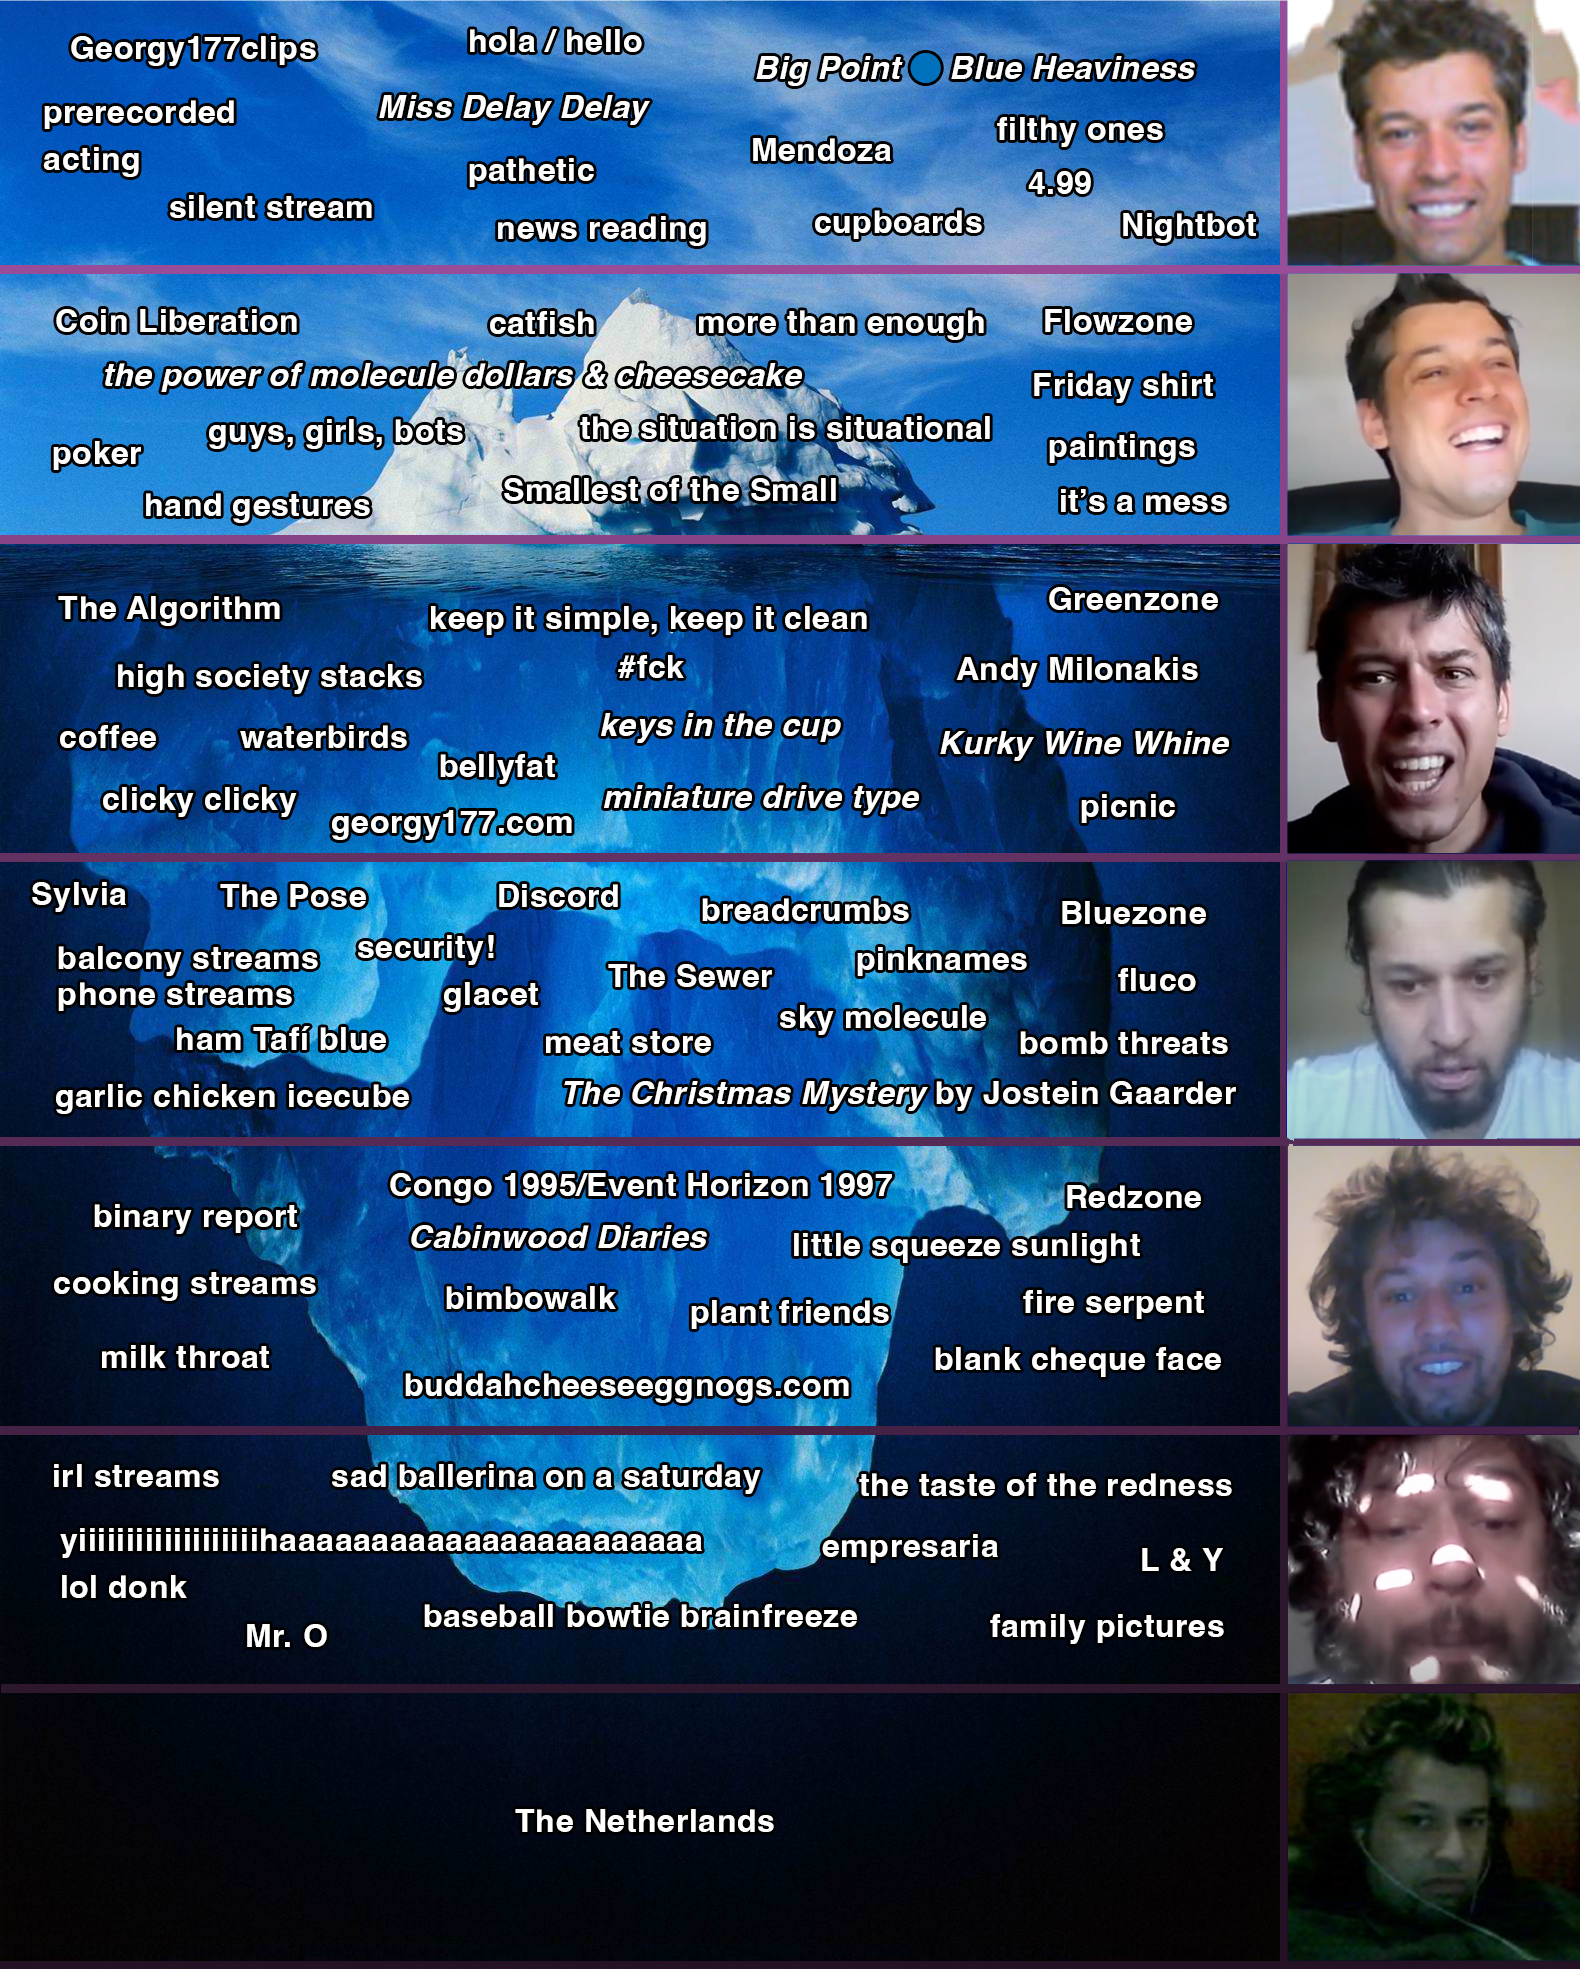 Georgy177clips
hola / hello
Big Point Blue Heaviness
prerecorded
acting
Miss Delay Delay
filthy ones
Mendoza
pathetic
4.99
silent stream
news reading
cupboards
Nightbot
Coin Liberation
catfish
more than enough
Flowzone
the power of molecule dollars & cheesecake
Friday shirt
guys, girls, bots
the situation is situational
poker
paintings
hand gestures
Smallest of the Small
it's a mess
The Algorithm
keep it simple, keep it clean
Greenzone
high society stacks
#fck
Andy Milonakis
coffee
waterbirds
keys in the cup
Kurky Wine Whine
bellyfat
clicky clicky
miniature drive type
picnic
georgy177.com
Sylvia
The Pose
Discord
breadcrumbs
Bluezone
balcony streams
phone streams
security!
The Sewer
pinknames
fluco
glacet
sky molecule
ham Tafí blue
meat store
bomb threats
garlic chicken icecube
The Christmas Mystery by Jostein Gaarder
Congo 1995/Event Horizon 1997
Redzone
binary report
Cabinwood Diaries
little squeeze sunlight
cooking streams
bimbowalk
plant friends
fire serpent
milk throat
blank cheque face
buddahcheeseeggnogs.com
irl streams
sad ballerina on a saturday
the taste of the redness
yiiiiiiiiiiiiiiiiiiihaaaaaaaaaaaaaaaaaaaaaaa
lol donk
empresaria
L & Y
Mr. O
baseball bowtie brainfreeze
family pictures
The Netherlands